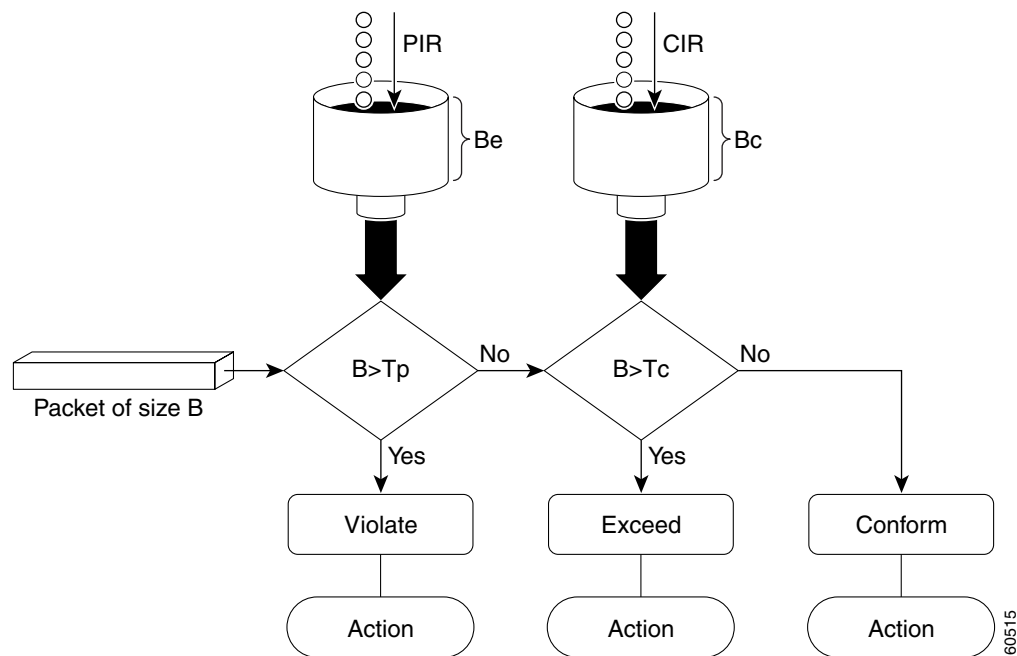 PIR
CIR
Be
Bc
B>Tp
No
B>Tc
No
Packet of size B
Yes
Yes
Violate
Exceed
Conform
Action
Action
Action
60515